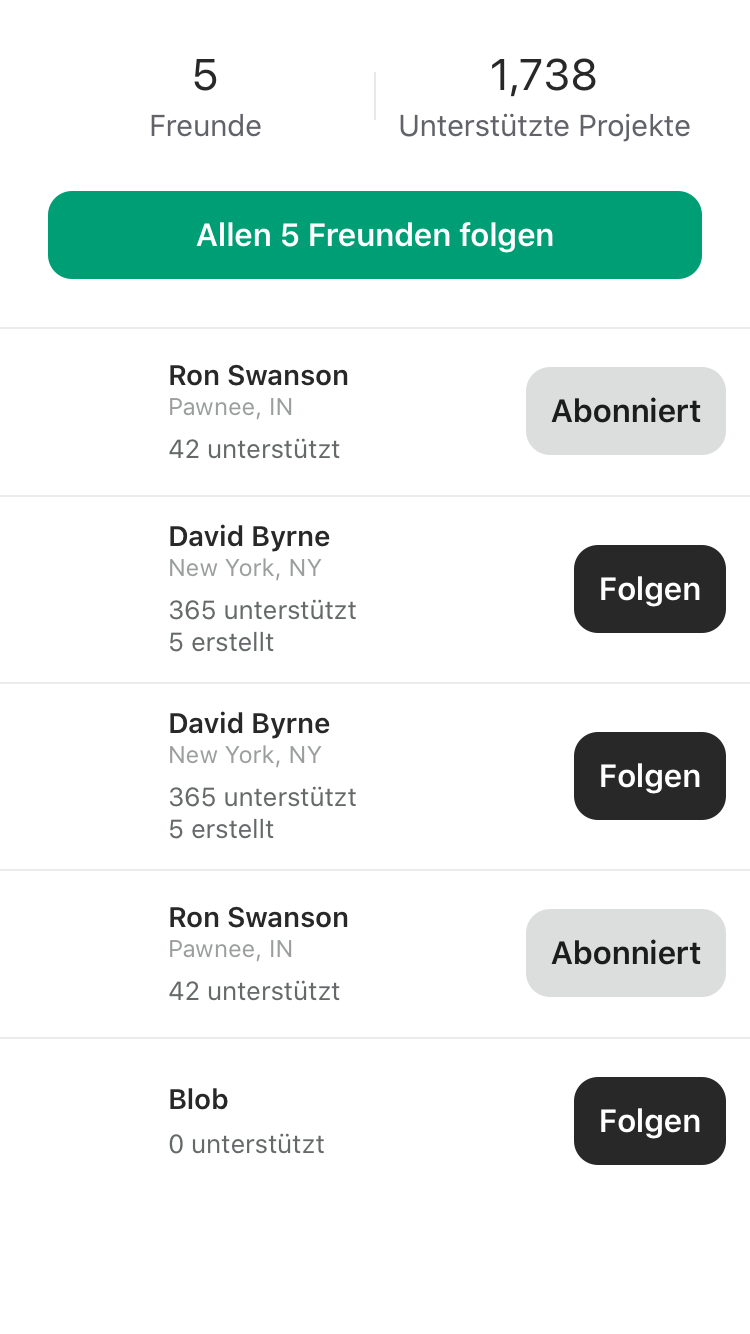 5
Freunde
1,738
Unterstützte Projekte
Allen 5 Freunden folgen
Ron Swanson
Pawnee, IN
42 unterstützt
Abonniert
David Byrne
New York, NY
365 unterstützt
5 erstellt
Folgen
David Byrne
New York, NY
365 unterstützt
5 erstellt
Folgen
Ron Swanson
Pawnee, IN
42 unterstützt
Abonniert
Blob
0 unterstützt
Folgen